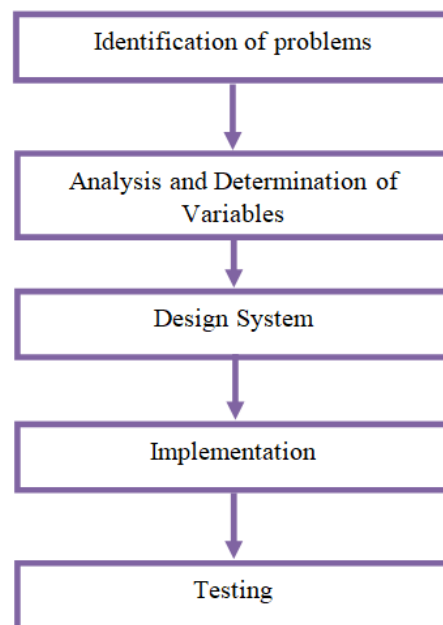 Identification of problems
Analysis and Determination of
Variables
Design System
Implementation
Testing